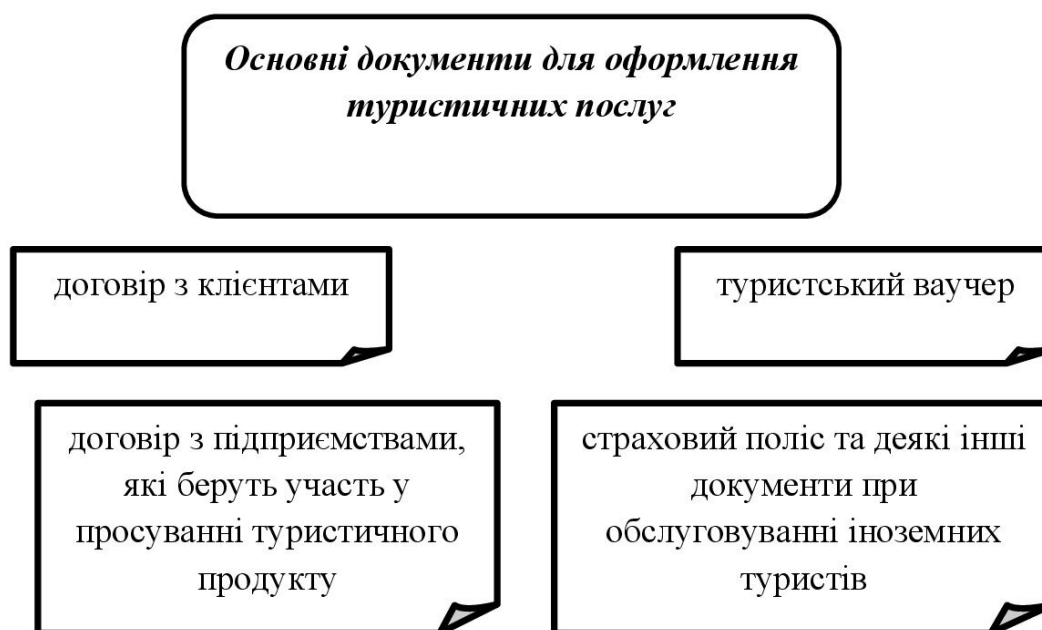 Основні документи для оформлення
туристичних послуг
договір з клієнтами
туристський ваучер
договір з підприємствами,
які беруть участь у
просуванні туристичного
продукту
страховий поліс та деякі інші
документи при
обслуговуванні іноземних
туристів